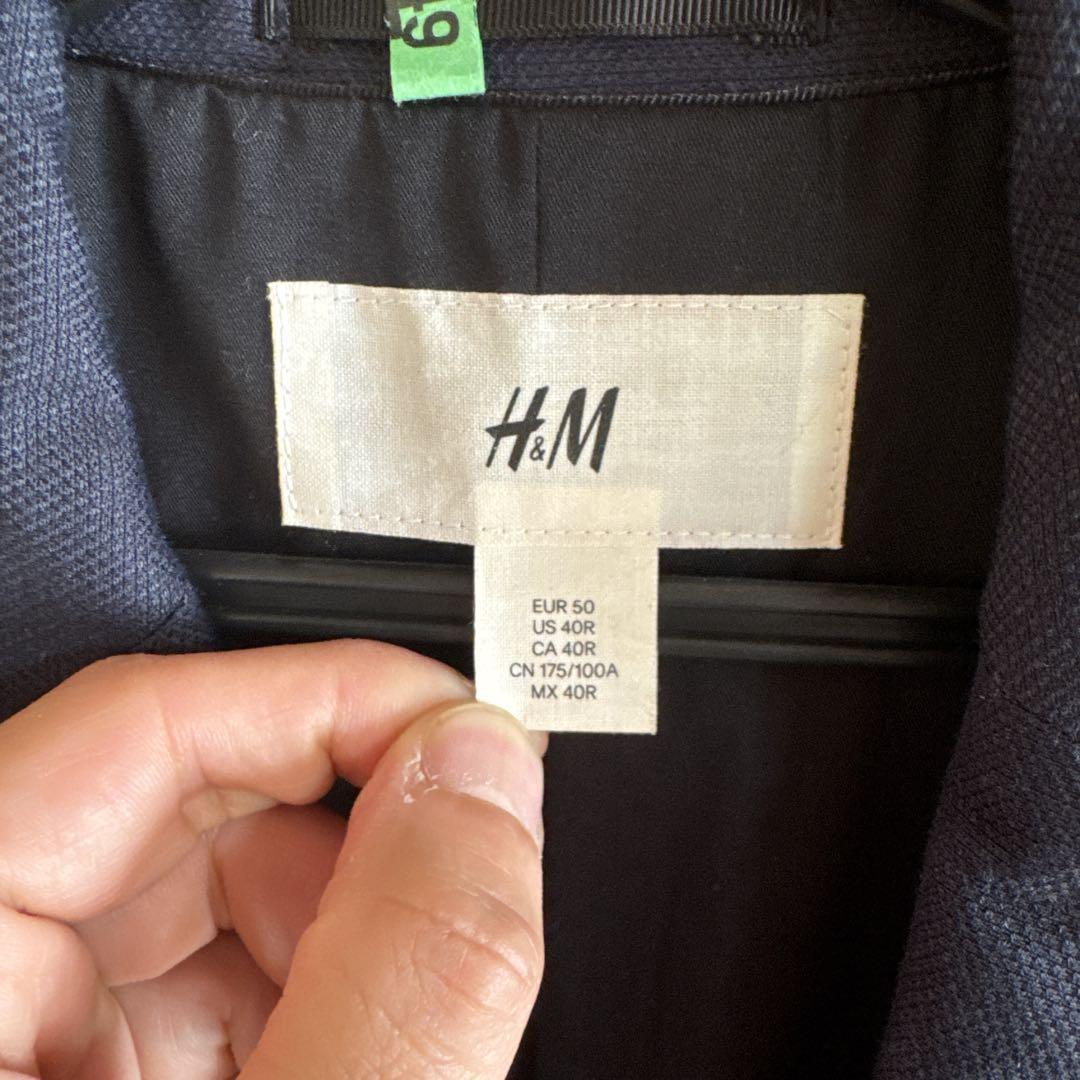 H&M
EUR 50
US 40R
CA 40R
CN 175/100A
MX 40R